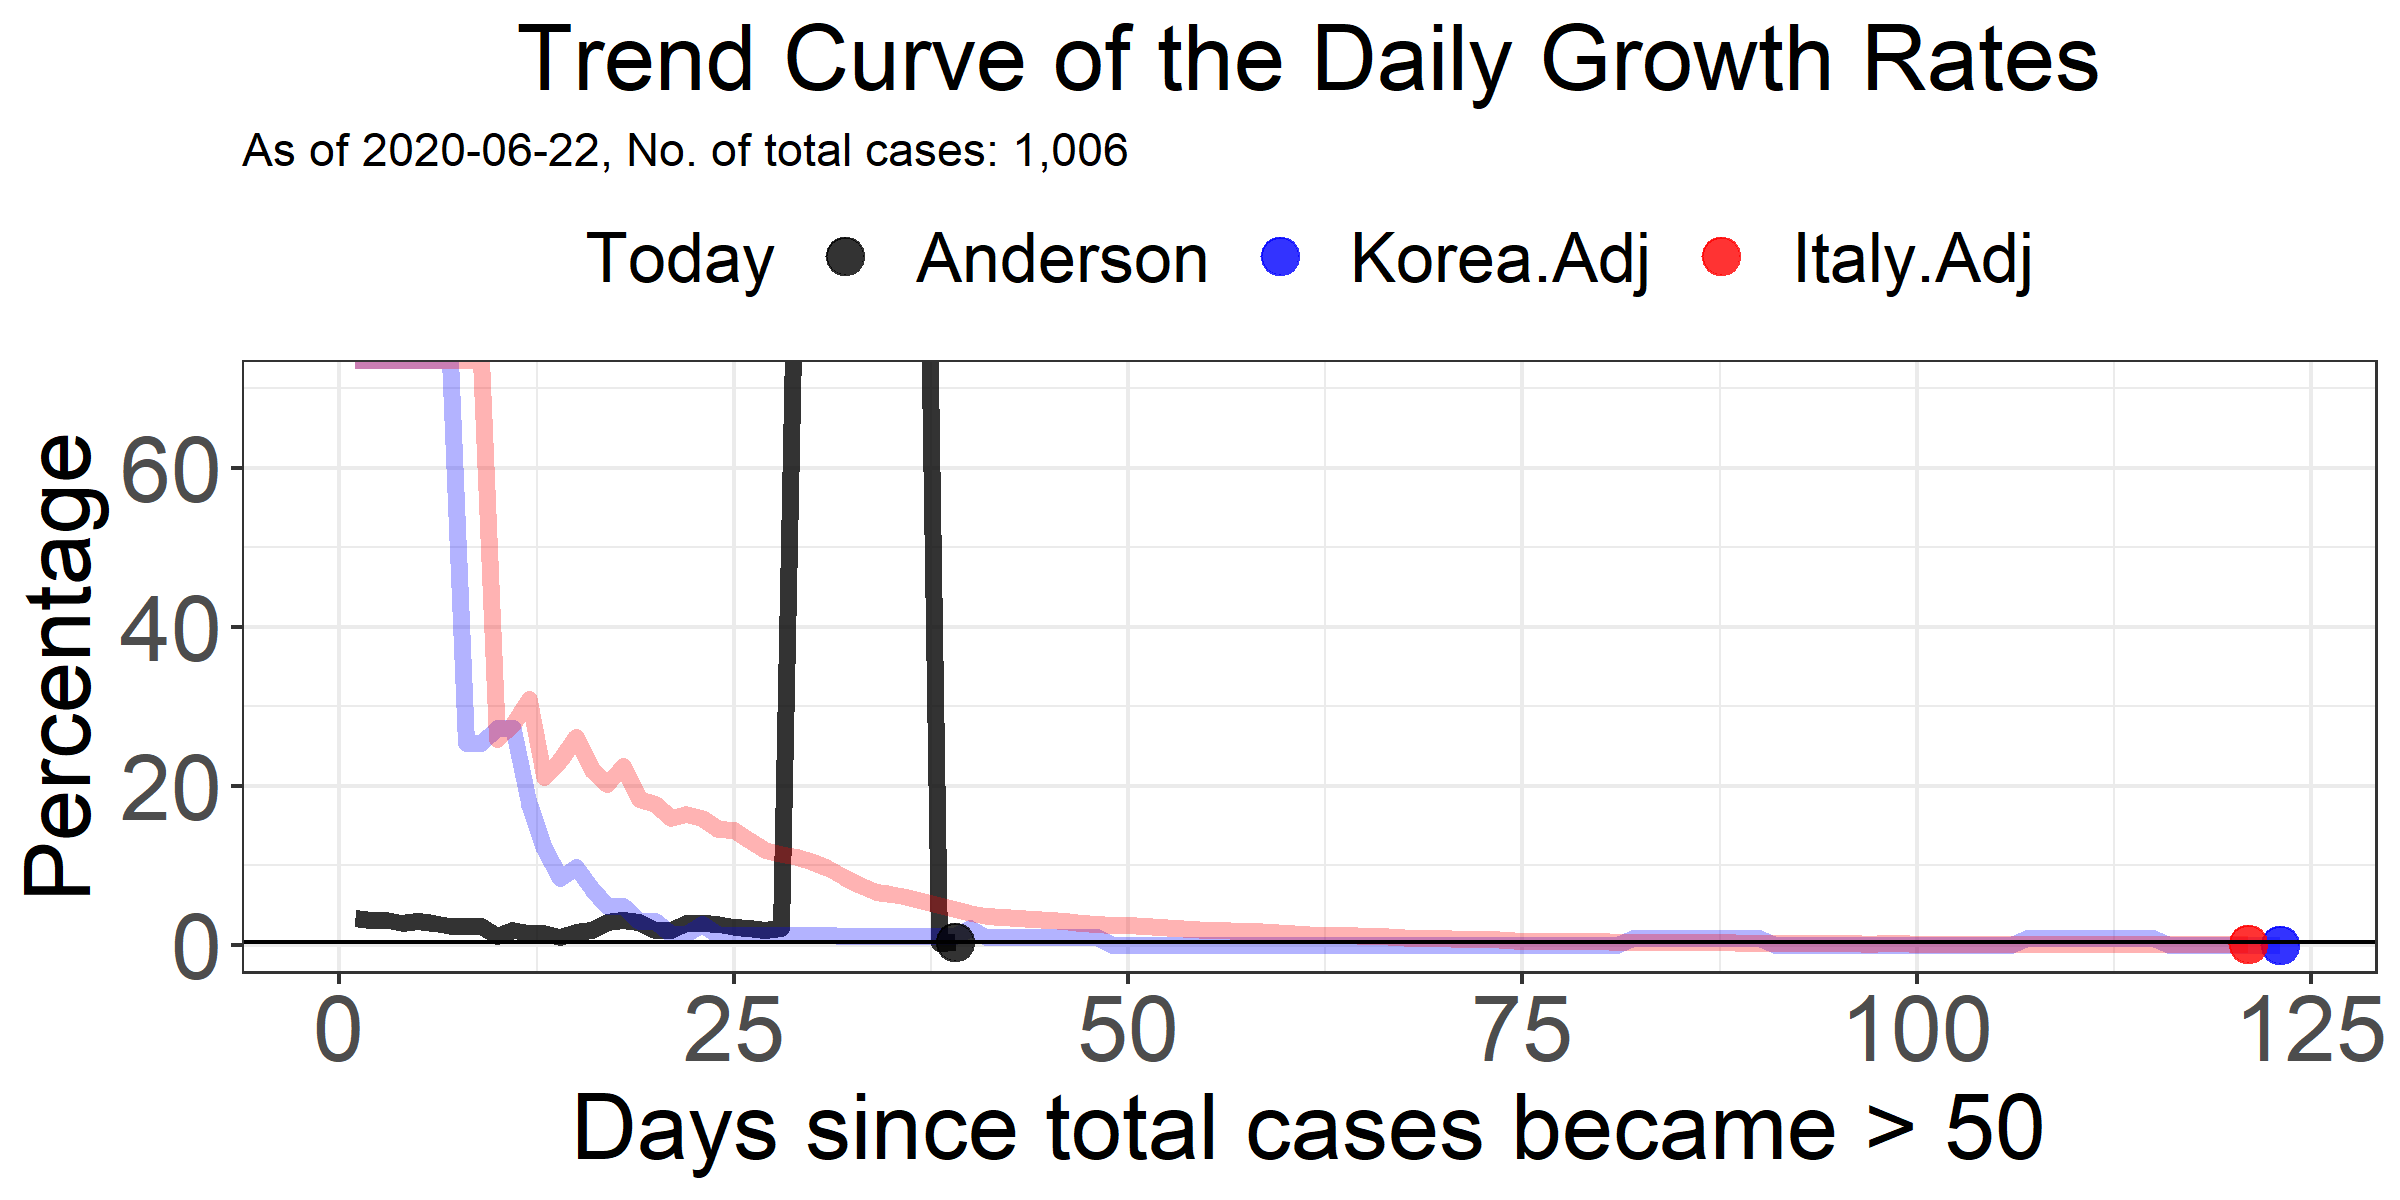 Trend Curve of the Daily Growth Rates
As of 2020-06-22, No. of total cases: 1,006
Today Anderson Korea.Adj Italy.Adj
Percentage
60
40
20
0
0 25 50 75 100 125
Days since total cases became > 50